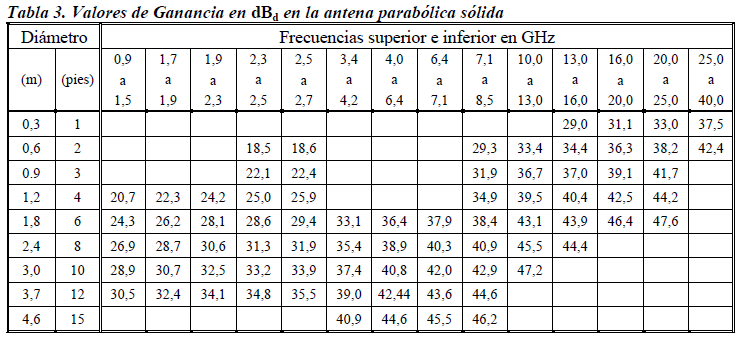 Tabla 3. Valores de Ganancia en dBd en la antena parabólica sólida
Diámetro Frecuencias superior e inferior en GHz
(m) (pies) 0,9 a 1,5 1,7 a 1,9 1,9 a 2,3 2,3 a 2,5 2,5 a 2,7 3,4 a 4,2 4,0 a 6,4 6,4 a 7,1 7,1 a 8,5 10,0 a 13,0 13,0 a 16,0 16,0 a 20,0 20,0 a 25,0 25,0 a 40,0
0,3 1 29,0 31,1 33,0 37,5
0,6 2 18,5 18,6 29,3 33,4 34,4 36,3 38,2 42,4
0.9 3 22,1 22,4 31,9 36,7 37,0 39,1 41,7
1,2 4 20,7 22,3 24,2 25,0 25,9 34,9 39,5 40,4 42,5 44,2
1,8 6 24,3 26,2 28,1 28,6 29,4 33,1 36,4 37,9 38,4 43,1 43,9 46,4 47,6
2,4 8 26,9 28,7 30,6 31,3 31,9 35,4 38,9 40,3 40,9 45,5 44,4
3,0 10 28,9 30,7 32,5 33,2 33,9 37,4 40,8 42,0 42,9 47,2
3,7 12 30,5 32,4 34,1 34,8 35,5 39,0 42,44 43,6 44,6
4,6 15 40,9 44,6 45,5 46,2